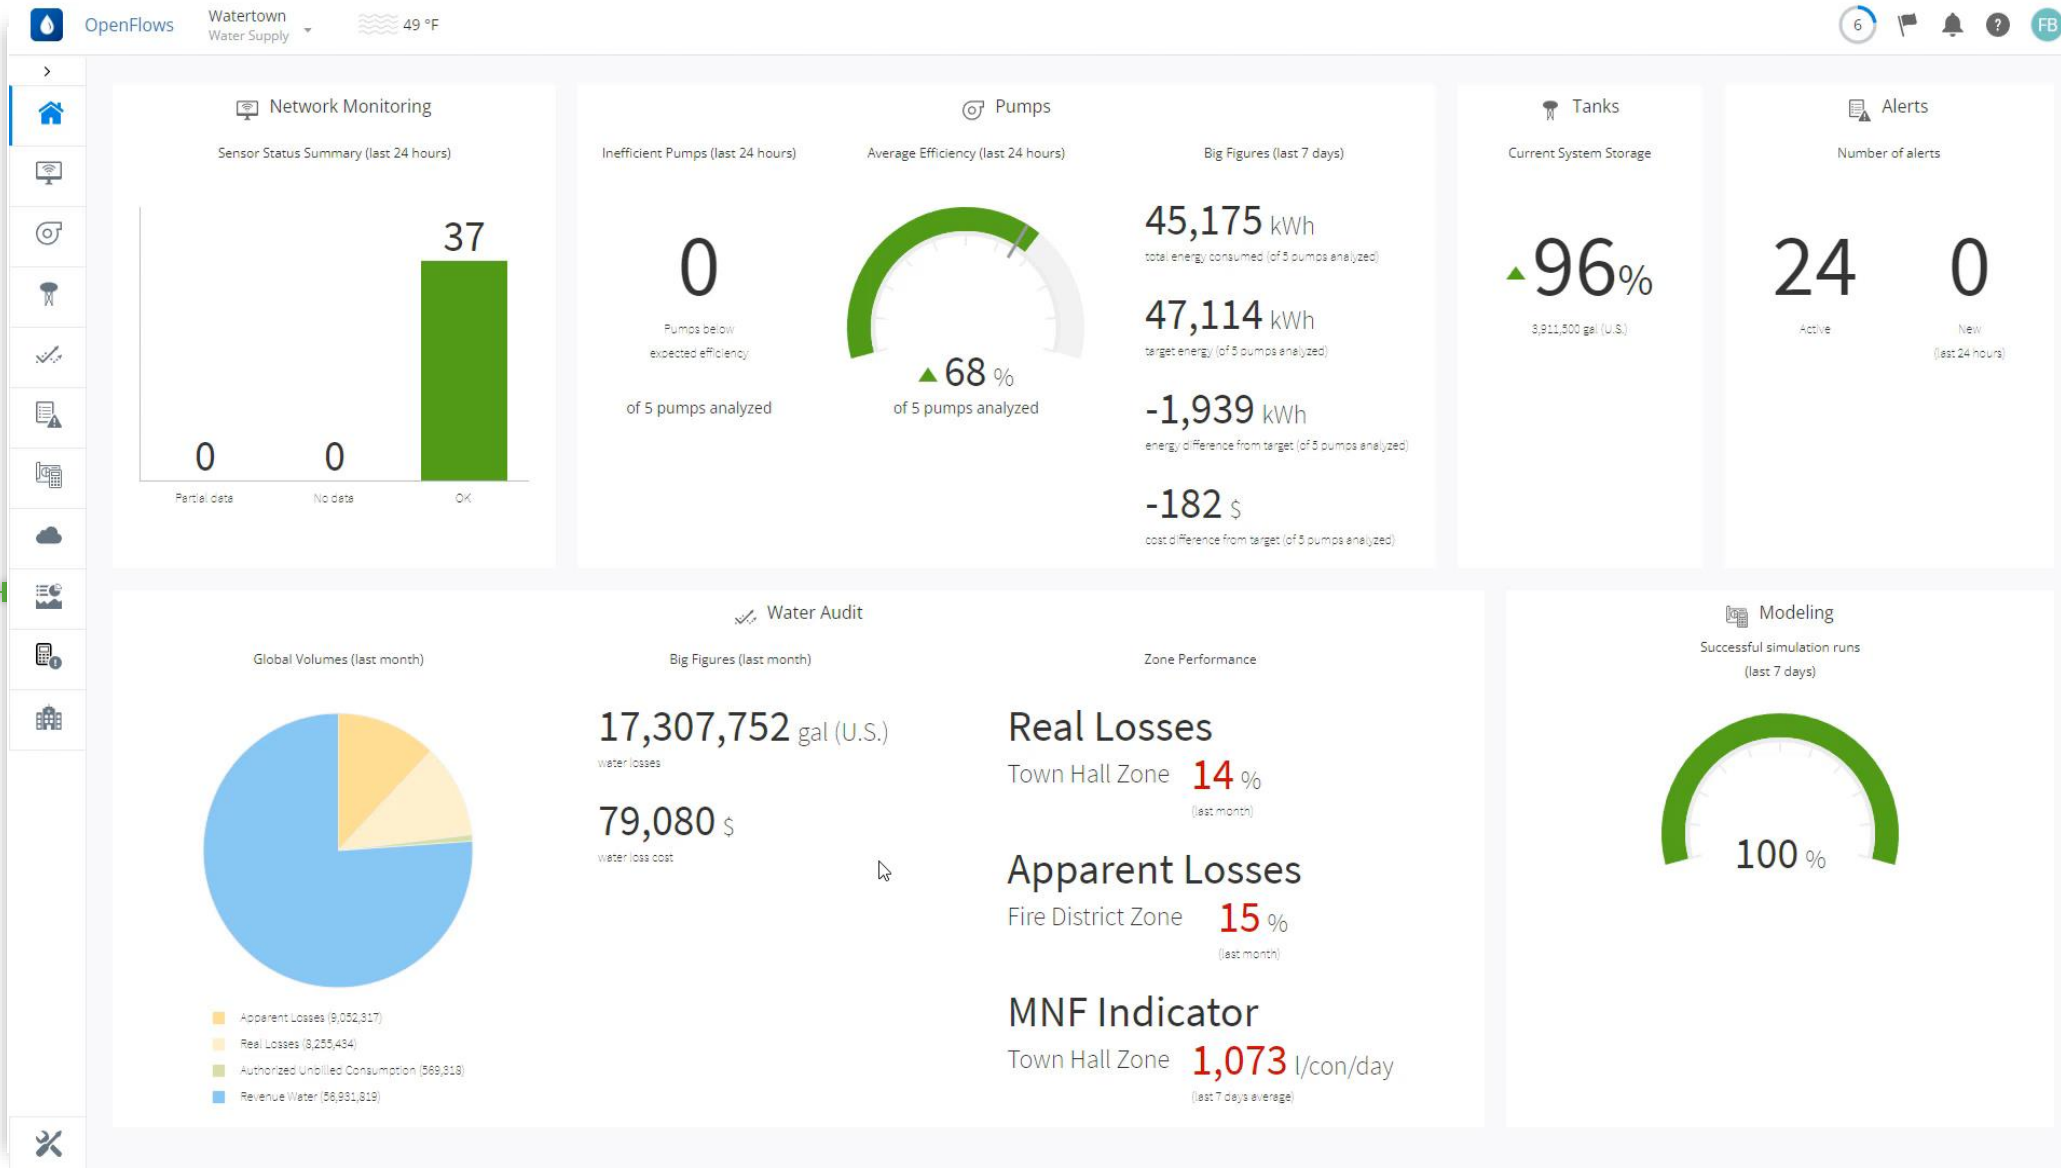 OpenFlows
Watertown
Water Supply
49 °F
6
?
FB
Network Monitoring
Sensor Status Summary (last 24 hours)
37
0
0
Partial data
No data
OK
Pumps
Inefficient Pumps (last 24 hours)
0
Pumps below
expected efficiency
of 5 pumps analyzed
Average Efficiency (last 24 hours)
68 %
of 5 pumps analyzed
Big Figures (last 7 days)
45,175 kWh
total energy consumed (of 5 pumps analyzed)
47,114 kWh
target energy (of 5 pumps analyzed)
-1,939 kWh
energy difference from target (of 5 pumps analyzed)
-182 $
cost difference from target (of 5 pumps analyzed)
Tanks
Current System Storage
96%
3,911,500 gal (U.S.)
Alerts
Number of alerts
24
Active
0
New
(last 24 hours)
Water Audit
Global Volumes (last month)
Apparent Losses (9,052,317)
Real Losses (8,255,434)
Authorized Unbilled Consumption (569,318)
Revenue Water (56,931,819)
Big Figures (last month)
17,307,752 gal (U.S.)
water losses
79,080 $
water loss cost
Zone Performance
Real Losses
Town Hall Zone 14 %
(last month)
Apparent Losses
Fire District Zone 15 %
(last month)
MNF Indicator
Town Hall Zone 1,073 l/con/day
(last 7 days average)
Modeling
Successful simulation runs
(last 7 days)
100 %